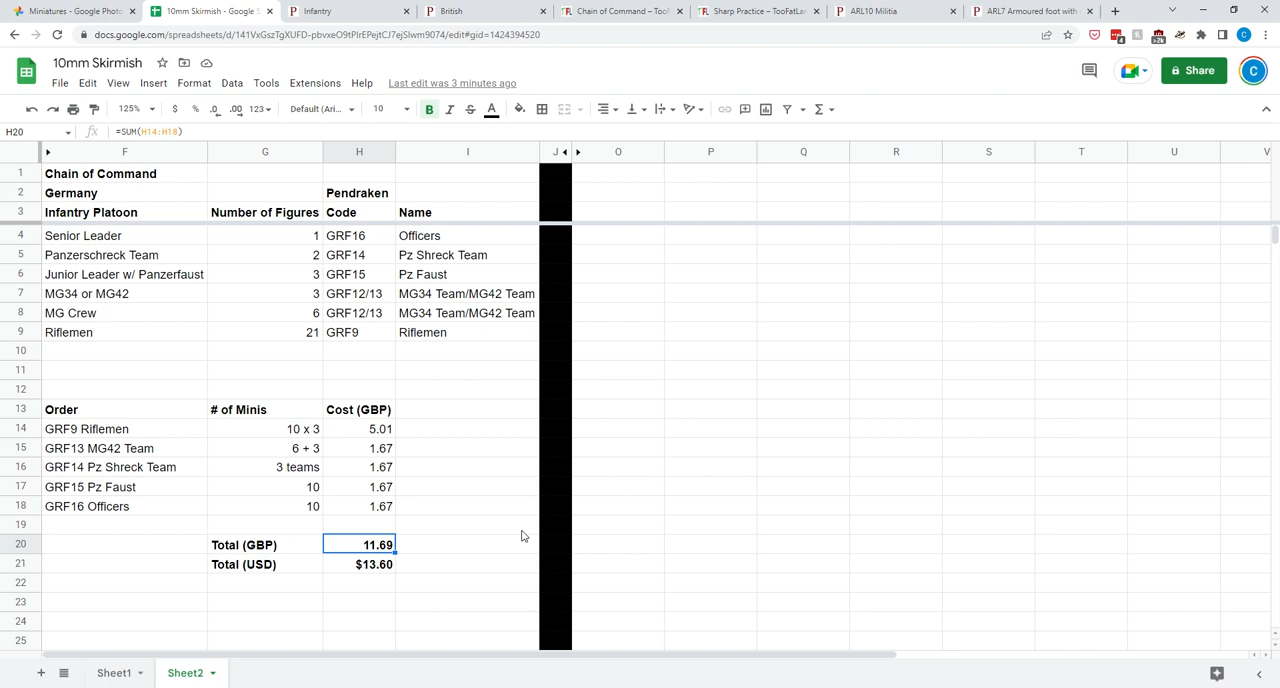 Miniatures - Google Photo
10mm Skirmish - Google S
Infantry
British
Chain of Command – TooF
Sharp Practice – TooFatLar
ARL10 Militia
ARL7 Armoured foot with
docs.google.com/spreadsheets/d/141VxGszTgXUFD-pbvxeO9tPIrEPejtCJ7ejSlwm9074/edit#gid=1424394520
10mm Skirmish
File Edit View Insert Format Data Tools Extensions Help Last edit was 3 minutes ago
Share
C
125% $ % .0 .00 123 Default (Ari... 10 B I S A
H20 fx =SUM(H14:H18)
F G H I J O P Q R S T U V
1 Chain of Command
2 Germany Pendraken
3 Infantry Platoon Number of Figures Code Name
4 Senior Leader 1 GRF16 Officers
5 Panzerschreck Team 2 GRF14 Pz Shreck Team
6 Junior Leader w/ Panzerfaust 3 GRF15 Pz Faust
7 MG34 or MG42 3 GRF12/13 MG34 Team/MG42 Team
8 MG Crew 6 GRF12/13 MG34 Team/MG42 Team
9 Riflemen 21 GRF9 Riflemen
10
11
12
13 Order # of Minis Cost (GBP)
14 GRF9 Riflemen 10 x 3 5.01
15 GRF13 MG42 Team 6 + 3 1.67
16 GRF14 Pz Shreck Team 3 teams 1.67
17 GRF15 Pz Faust 10 1.67
18 GRF16 Officers 10 1.67
19
20 Total (GBP) 11.69
21 Total (USD) $13.60
22
23
24
25
Sheet1 Sheet2